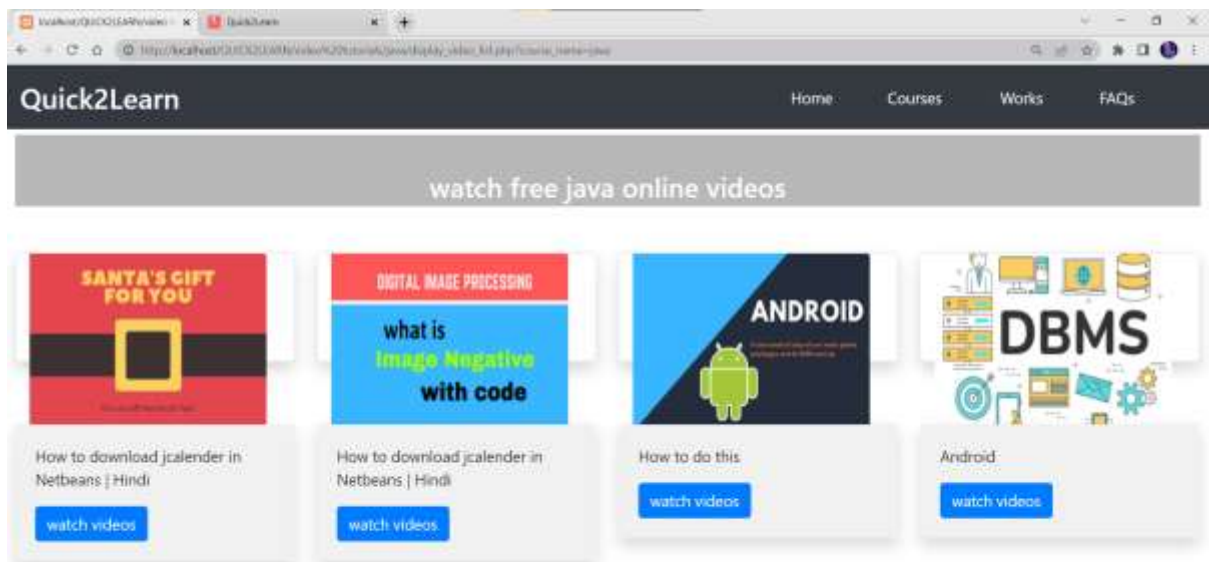 Quick2Learn
Quick2Learn
Home Courses Works FAQs
watch free java online videos
SANTA'S GIFT
FOR YOU
DIGITAL IMAGE PROCESSING
what is
Image Negative
with code
ANDROID
DBMS
How to download jcalender in
Netbeans | Hindi
watch videos
How to download jcalender in
Netbeans | Hindi
watch videos
How to do this
watch videos
Android
watch videos